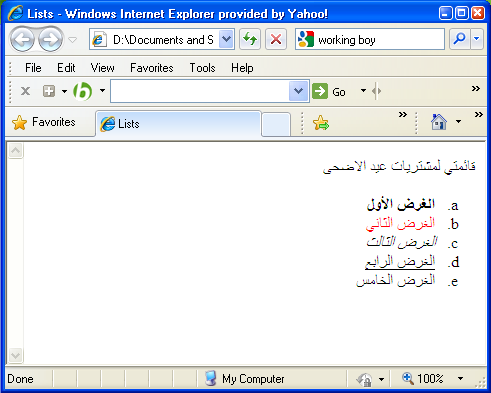 Lists - Windows Internet Explorer provided by Yahoo!
D:\Documents and S
working boy
File Edit View Favorites Tools Help
Go
Favorites
Lists
قائمتي لمشتريات عيد الاضحى
a. الغرض الأول
b. الغرض الثاني
c. الغرض الثالث
d. الغرض الرابع
e. الغرض الخامس
Done
My Computer
100%